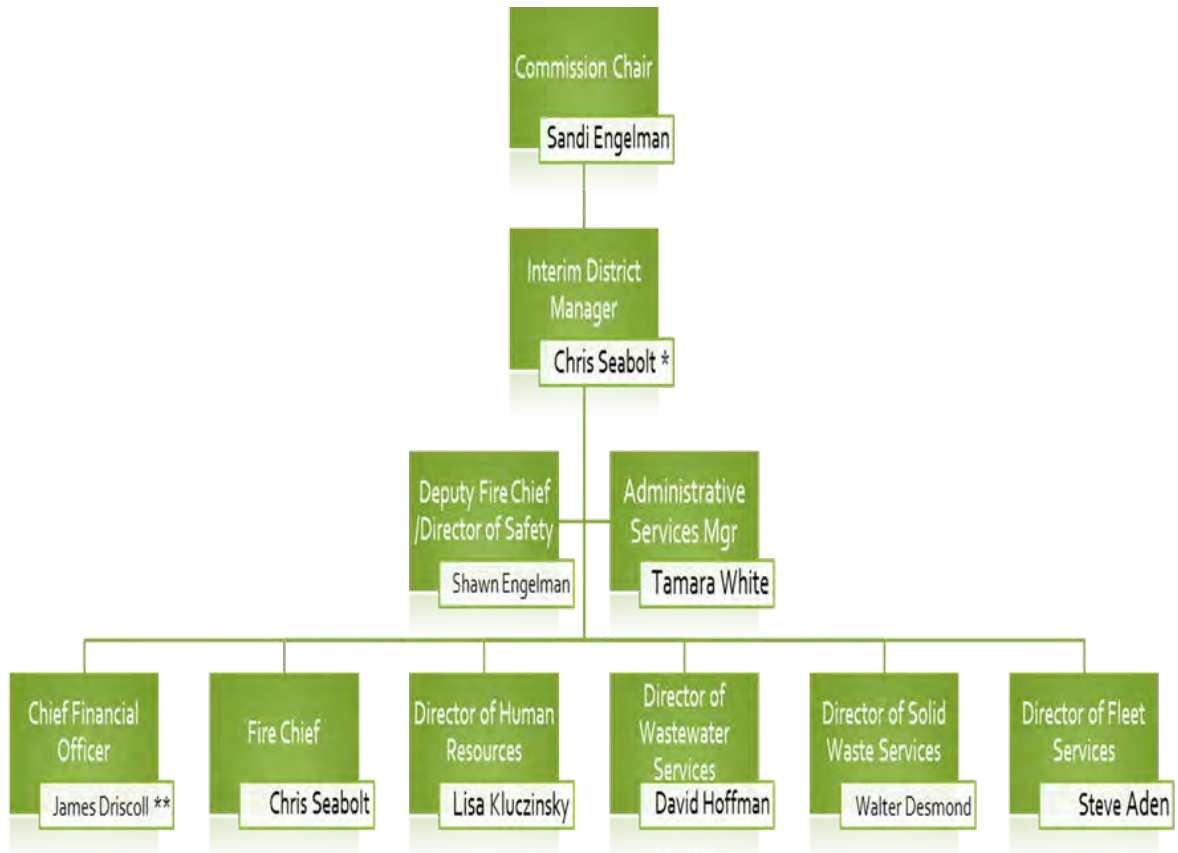 Commission Chair
Sandi Engelman
Interim District
Manager
Chris Seabolt *
Deputy Fire Chief
/Director of Safety
Shawn Engelman
Administrative
Services Mgr
Tamara White
Chief Financial
Officer
James Driscoll **
Fire Chief
Chris Seabolt
Director of Human
Resources
Lisa Kluczinsky
Director of
Wastewater
Services
David Hoffman
Director of Solid
Waste Services
Walter Desmond
Director of Fleet
Services
Steve Aden